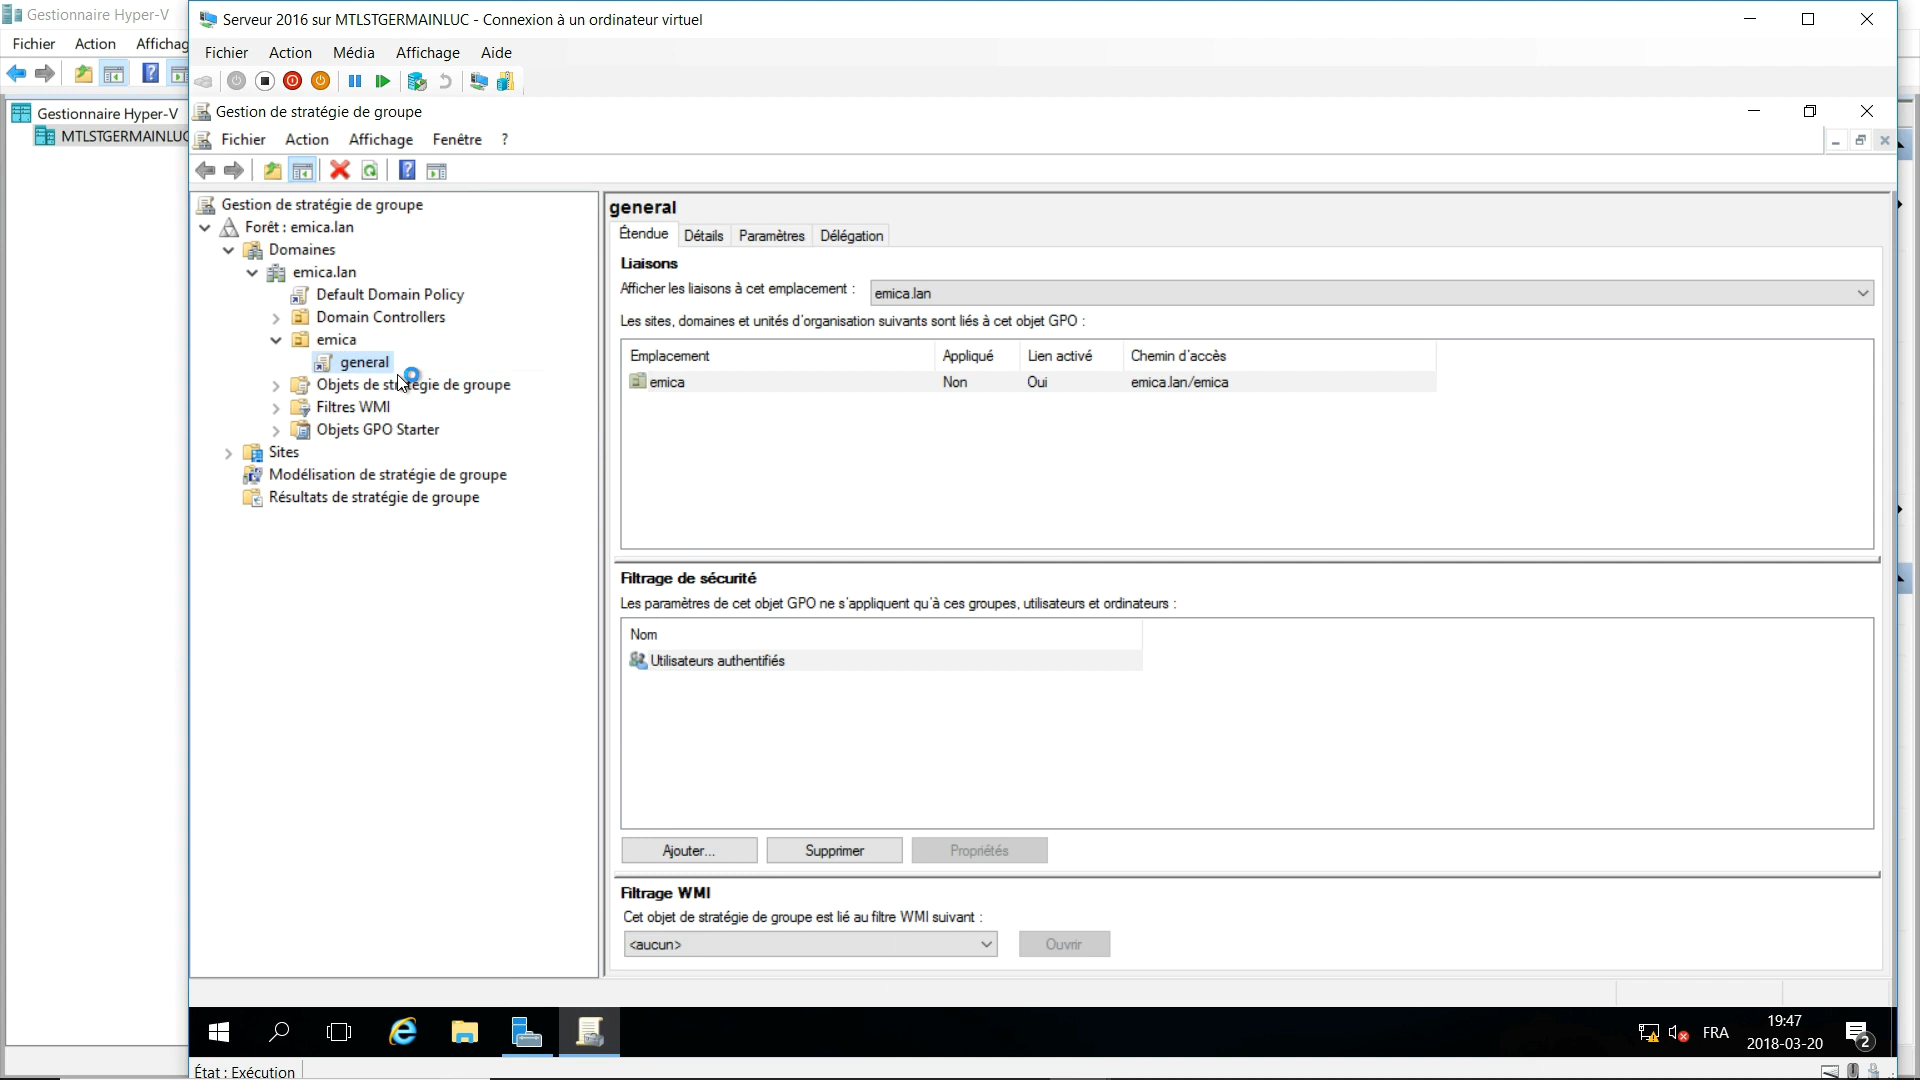 Gestionnaire Hyper-V
Serveur 2016 sur MTLSTGERMAINLUC - Connexion à un ordinateur virtuel
Fichier Action Affichag
Fichier Action Média Affichage Aide
Gestionnaire Hyper-V
MTLSTGERMAINLUC
Gestion de stratégie de groupe
Fichier Action Affichage Fenêtre ?
Gestion de stratégie de groupe
Forêt : emica.lan
Domaines
emica.lan
Default Domain Policy
Domain Controllers
emica
general
Objets de stratégie de groupe
Filtres WMI
Objets GPO Starter
Sites
Modélisation de stratégie de groupe
Résultats de stratégie de groupe
general
Étendue Détails Paramètres Délégation
Liaisons
Afficher les liaisons à cet emplacement : emica.lan
Les sites, domaines et unités d'organisation suivants sont liés à cet objet GPO :
Emplacement Appliqué Lien activé Chemin d'accès
emica Non Oui emica.lan/emica
Filtrage de sécurité
Les paramètres de cet objet GPO ne s'appliquent qu'à ces groupes, utilisateurs et ordinateurs :
Nom
Utilisateurs authentifiés
Ajouter... Supprimer Propriétés
Filtrage WMI
Cet objet de stratégie de groupe est lié au filtre WMI suivant :
<aucun> Ouvrir
FRA 19:47
2018-03-20 2
État : Exécution